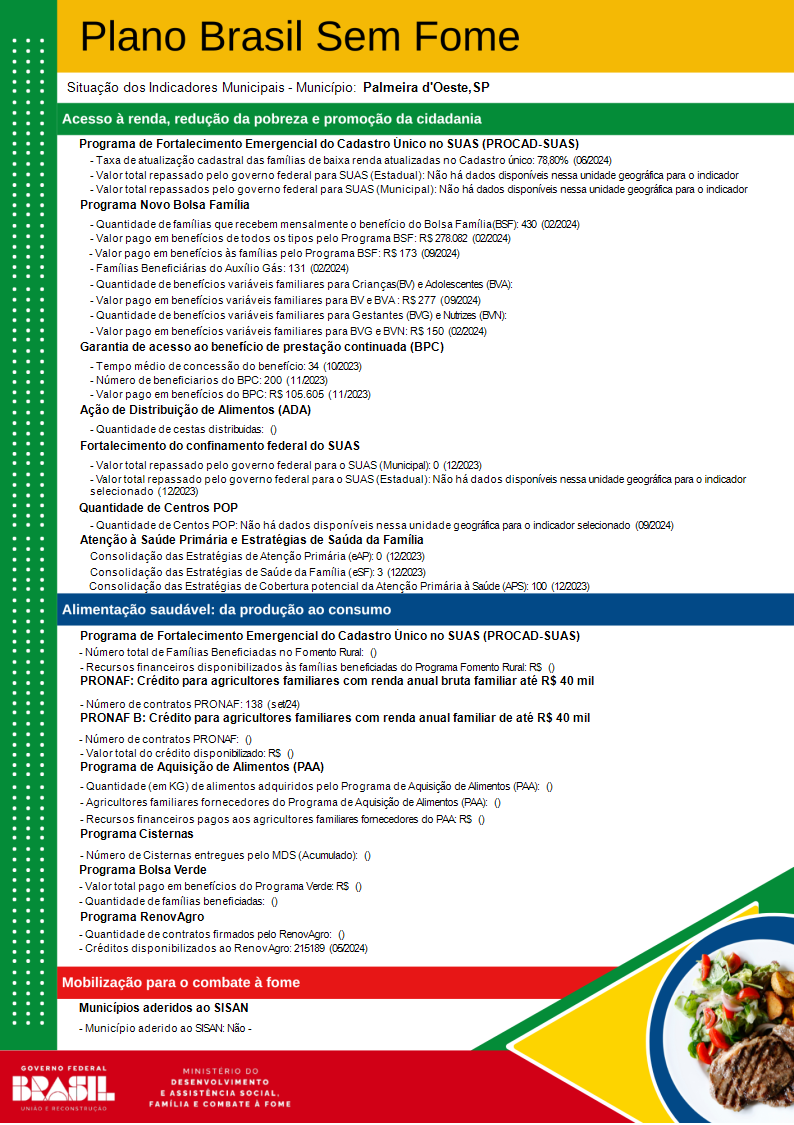 Plano Brasil Sem Fome
Situação dos Indicadores Municipais - Município: Palmeira d'Oeste,SP
Acesso à renda, redução da pobreza e promoção da cidadania
Programa de Fortalecimento Emergencial do Cadastro Único no SUAS (PROCAD-SUAS)
- Taxa de atualização cadastral das famílias de baixa renda atualizadas no Cadastro único: 78,80% (06/2024)
- Valor total repassado pelo governo federal para SUAS (Estadual): Não há dados disponíveis nessa unidade geográfica para o indicador
- Valor total repassados pelo governo federal para SUAS (Municipal): Não há dados disponíveis nessa unidade geográfica para o indicador
Programa Novo Bolsa Família
- Quantidade de famílias que recebem mensalmente o benefício do Bolsa Família(BSF): 430 (02/2024)
- Valor pago em benefícios de todos os tipos pelo Programa BSF: R$ 278.082 (02/2024)
- Valor pago em benefícios às famílias pelo Programa BSF: R$ 173 (09/2024)
- Famílias Beneficiárias do Auxílio Gás: 131 (02/2024)
- Quantidade de benefícios variáveis familiares para Crianças(BV) e Adolescentes (BVA):
- Valor pago em benefícios variáveis familiares para BV e BVA : R$ 277 (09/2024)
- Quantidade de benefícios variáveis familiares para Gestantes (BVG) e Nutrizes (BVN):
- Valor pago em benefícios variáveis familiares para BVG e BVN: R$ 150 (02/2024)
Garantia de acesso ao benefício de prestação continuada (BPC)
- Tempo médio de concessão do benefício: 34 (10/2023)
- Número de beneficiarios do BPC: 200 (11/2023)
- Valor pago em benefícios do BPC: R$ 105.605 (11/2023)
Ação de Distribuição de Alimentos (ADA)
- Quantidade de cestas distribuidas: ()
Fortalecimento do confinamento federal do SUAS
- Valor total repassado pelo governo federal para o SUAS (Municipal): 0 (12/2023)
- Valor total repassado pelo governo federal para o SUAS (Estadual): Não há dados disponíveis nessa unidade geográfica para o indicador
selecionado (12/2023)
Quantidade de Centros POP
- Quantidade de Centos POP: Não há dados disponíveis nessa unidade geográfica para o indicador selecionado (09/2024)
Atenção à Saúde Primária e Estratégias de Saúda da Família
Consolidação das Estratégias de Atenção Primária (eAP): 0 (12/2023)
Consolidação das Estratégias de Saúde da Família (eSF): 3 (12/2023)
Consolidação das Estratégias de Cobertura potencial da Atenção Primária à Saúde (APS): 100 (12/2023)
Alimentação saudável: da produção ao consumo
Programa de Fortalecimento Emergencial do Cadastro Único no SUAS (PROCAD-SUAS)
- Número total de Famílias Beneficiadas no Fomento Rural: ()
- Recursos financeiros disponibilizados às famílias beneficiadas do Programa Fomento Rural: R$ ()
PRONAF: Crédito para agricultores familiares com renda anual bruta familiar até R$ 40 mil
- Número de contratos PRONAF: 138 (set/24)
PRONAF B: Crédito para agricultores familiares com renda anual familiar de até R$ 40 mil
- Número de contratos PRONAF: ()
- Valor total do crédito disponibilizado: R$ ()
Programa de Aquisição de Alimentos (PAA)
- Quantidade (em KG) de alimentos adquiridos pelo Programa de Aquisição de Alimentos (PAA): ()
- Agricultores familiares fornecedores do Programa de Aquisição de Alimentos (PAA): ()
- Recursos financeiros pagos aos agricultores familiares fornecedores do PAA: R$ ()
Programa Cisternas
- Número de Cisternas entregues pelo MDS (Acumulado): ()
Programa Bolsa Verde
- Valor total pago em benefícios do Programa Verde: R$ ()
- Quantidade de famílias beneficiadas: ()
Programa RenovAgro
- Quantidade de contratos firmados pelo RenovAgro: ()
- Créditos disponibilizados ao RenovAgro: 215189 (05/2024)
Mobilização para o combate à fome
Municípios aderidos ao SISAN
- Município aderido ao SISAN: Não -
GOVERNO FEDERAL
BRASIL
UNIÃO E RECONSTRUÇÃO
MINISTÉRIO DO
DESENVOLVIMENTO
E ASSISTÊNCIA SOCIAL,
FAMÍLIA E COMBATE À FOME